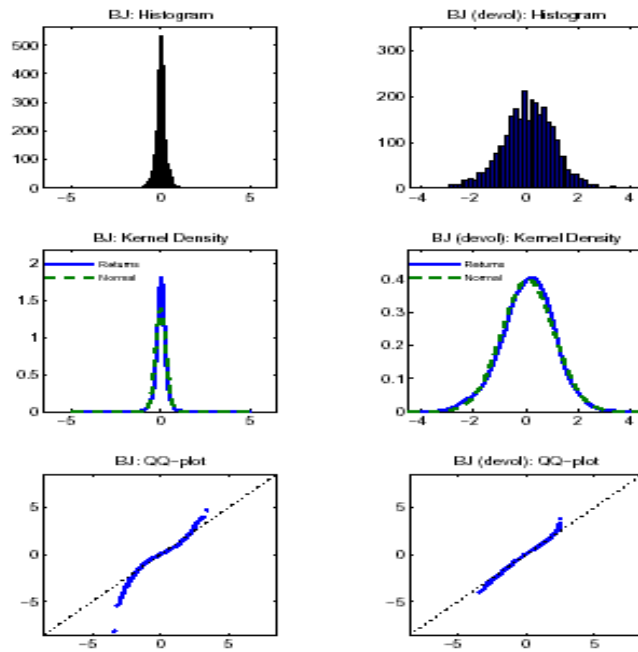 BJ: Histogram
500
400
300
200
100
0
−5 0 5
BJ (devol): Histogram
300
200
100
0
−4 −2 0 2 4
BJ: Kernel Density
2
1.5
1
0.5
0
Returns
Normal
−5 0 5
BJ (devol): Kernel Density
0.4
0.3
0.2
0.1
0
Returns
Normal
−4 −2 0 2 4
BJ: QQ−plot
5
0
−5
−5 0 5
BJ (devol): QQ−plot
5
0
−5
−5 0 5